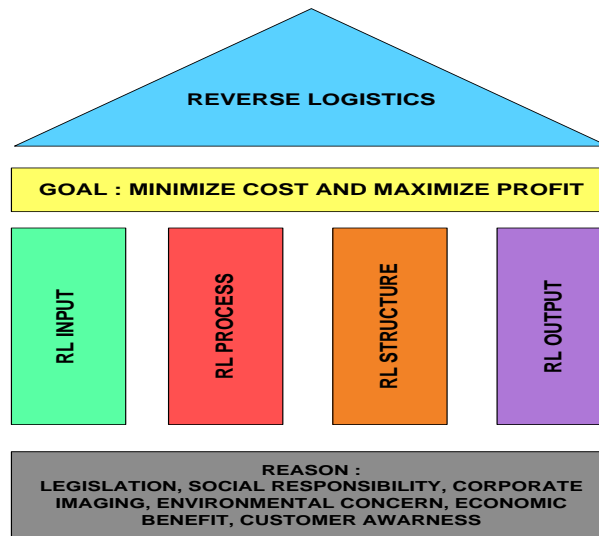 REVERSE LOGISTICS
GOAL : MINIMIZE COST AND MAXIMIZE PROFIT
RL INPUT
RL PROCESS
RL STRUCTURE
RL OUTPUT
REASON :
LEGISLATION, SOCIAL RESPONSIBILITY, CORPORATE
IMAGING, ENVIRONMENTAL CONCERN, ECONOMIC
BENEFIT, CUSTOMER AWARNESS